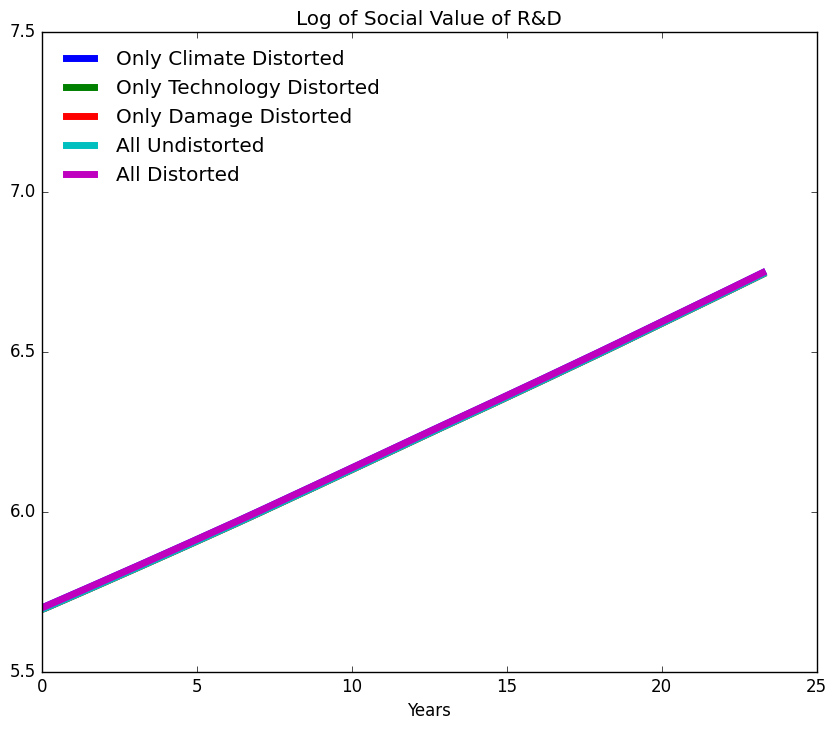 Log of Social Value of R&D
7.5
Only Climate Distorted
Only Technology Distorted
Only Damage Distorted
All Undistorted
All Distorted
7.0
6.5
6.0
5.5
0 5 10 15 20 25
Years